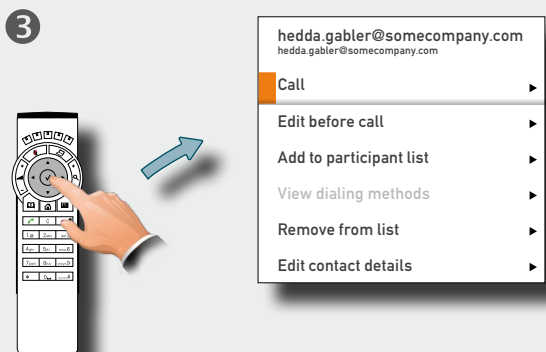 3
hedda.gabler@somecompany.com
hedda.gabler@somecompany.com
Call
Edit before call
Add to participant list
View dialing methods
Remove from list
Edit contact details